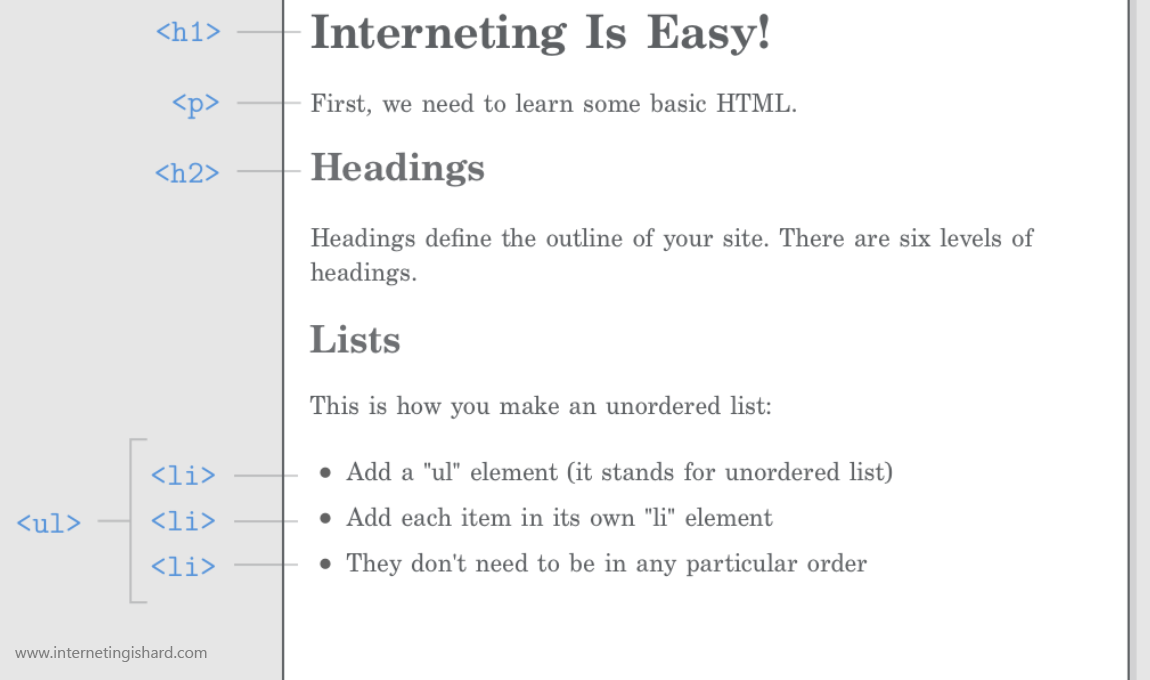 <h1> Interneting Is Easy!
<p> First, we need to learn some basic HTML.
<h2> Headings
Headings define the outline of your site. There are six levels of
headings.
Lists
This is how you make an unordered list:
<li> • Add a "ul" element (it stands for unordered list)
<ul> <li> • Add each item in its own "li" element
<li> • They don't need to be in any particular order
www.internetingishard.com